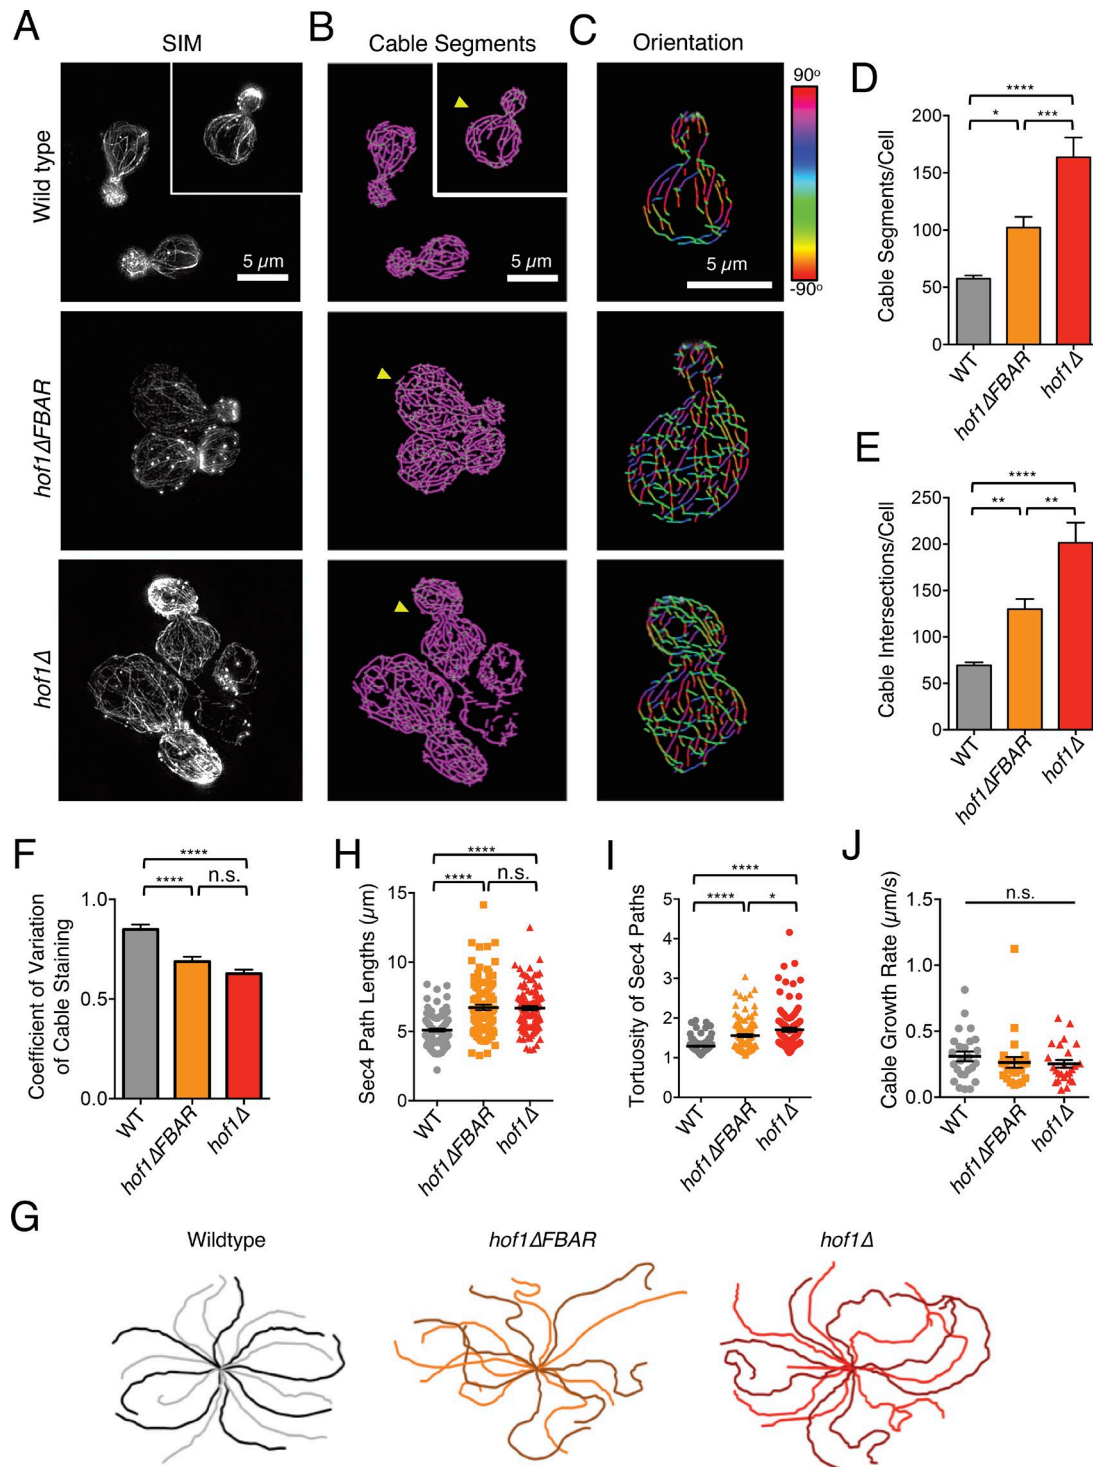 A
SIM
B
Cable Segments
C
Orientation
Wild type
5 µm
5 µm
5 µm
90º
-90º
hof1ΔFBAR
hof1Δ
D
****
*
***
Cable Segments/Cell
200
150
100
50
0
WT
hof1ΔFBAR
hof1Δ
E
****
**
**
Cable Intersections/Cell
250
200
150
100
50
0
WT
hof1ΔFBAR
hof1Δ
F
****
****
n.s.
Coefficient of Variation
of Cable Staining
1.0
0.5
0.0
WT
hof1ΔFBAR
hof1Δ
H
****
****
n.s.
Sec4 Path Lengths (µm)
15
10
5
0
WT
hof1ΔFBAR
hof1Δ
I
****
****
*
Tortuosity of Sec4 Paths
5
4
3
2
1
0
WT
hof1ΔFBAR
hof1Δ
J
n.s.
Cable Growth Rate (µm/s)
1.5
1.0
0.5
0.0
WT
hof1ΔFBAR
hof1Δ
G
Wildtype
hof1ΔFBAR
hof1Δ